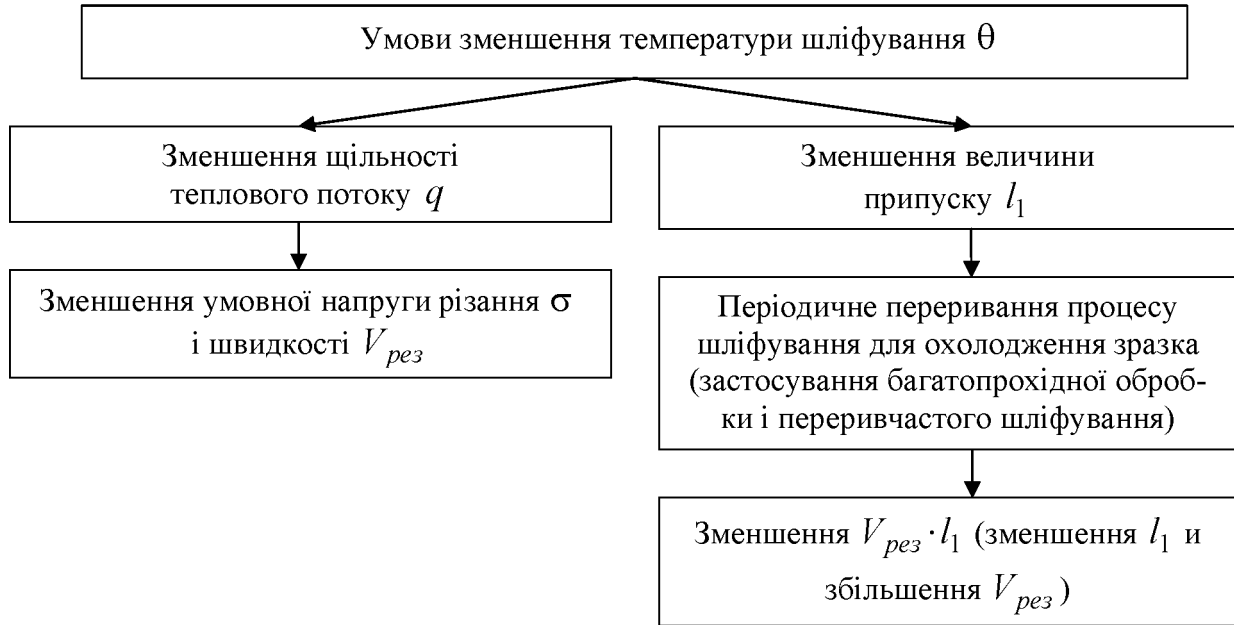 Умови зменшення температури шліфування θ
Зменшення щільності
теплового потоку q
Зменшення умовної напруги різання σ
і швидкості Vрез
Зменшення величини
припуску l₁
Періодичне переривання процесу
шліфування для охолодження зразка
(застосування багатопрохідної оброб-
ки і переривчастого шліфування)
Зменшення Vрез · l₁ (зменшення l₁ и
збільшення Vрез)